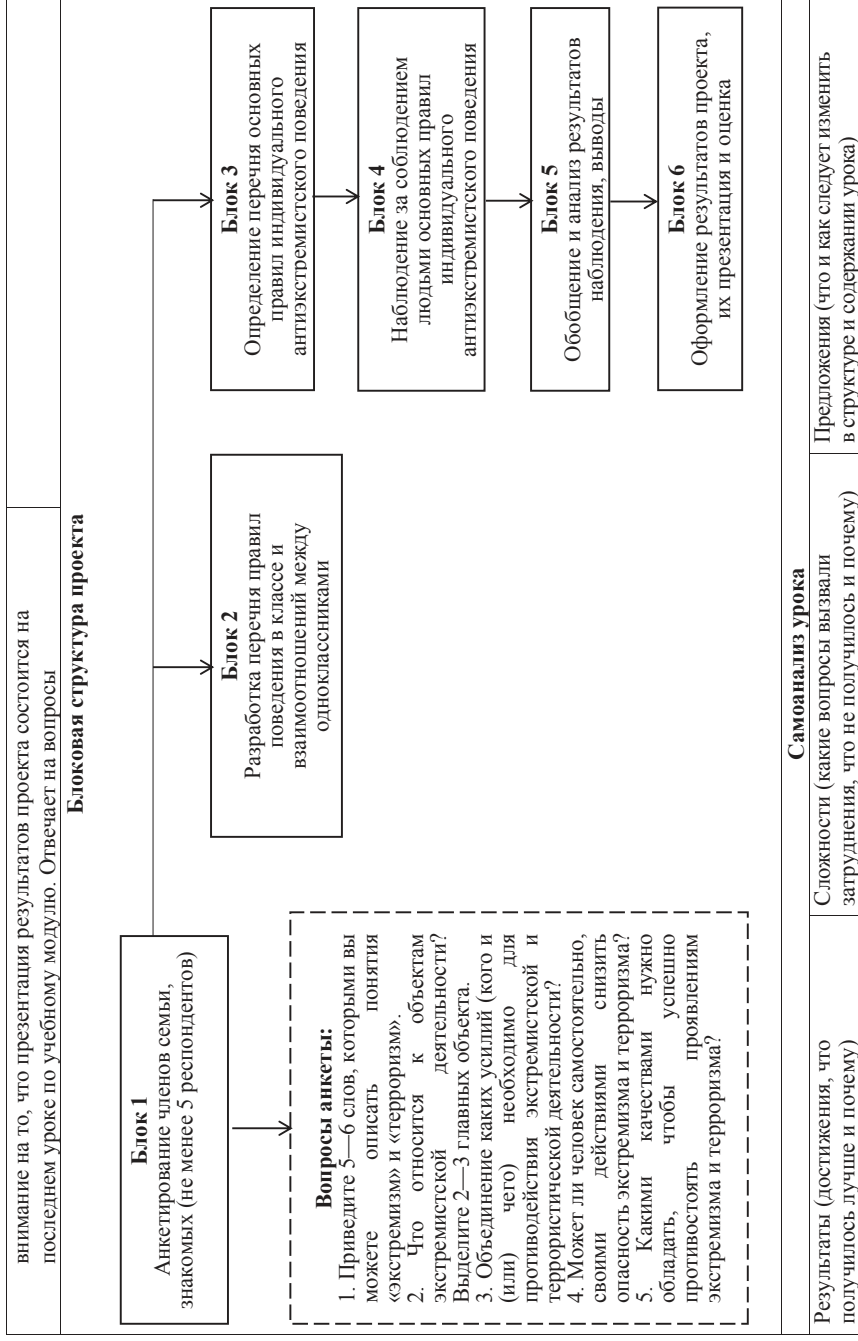 внимание на то, что презентация результатов проекта состоится на
последнем уроке по учебному модулю. Отвечает на вопросы
Блоковая структура проекта
Блок 1
Анкетирование членов семьи,
знакомых (не менее 5 респондентов)
Вопросы анкеты:
1. Приведите 5—6 слов, которыми вы
можете описать понятия
«экстремизм» и «терроризм».
2. Что относится к объектам
экстремистской деятельности?
Выделите 2—3 главных объекта.
3. Объединение каких усилий (кого и
(или) чего) необходимо для
противодействия экстремистской и
террористической деятельности?
4. Может ли человек самостоятельно,
своими действиями снизить
опасность экстремизма и терроризма?
5. Какими качествами нужно
обладать, чтобы успешно
противостоять проявлениям
экстремизма и терроризма?
Блок 2
Разработка перечня правил
поведения в классе и
взаимоотношений между
одноклассниками
Блок 3
Определение перечня основных
правил индивидуального
антиэкстремистского поведения
Блок 4
Наблюдение за соблюдением
людьми основных правил
индивидуального
антиэкстремистского поведения
Блок 5
Обобщение и анализ результатов
наблюдения, выводы
Блок 6
Оформление результатов проекта,
их презентация и оценка
Самоанализ урока
Результаты (достижения, что
получилось лучше и почему)
Сложности (какие вопросы вызвали
затруднения, что не получилось и почему)
Предложения (что и как следует изменить
в структуре и содержании урока)